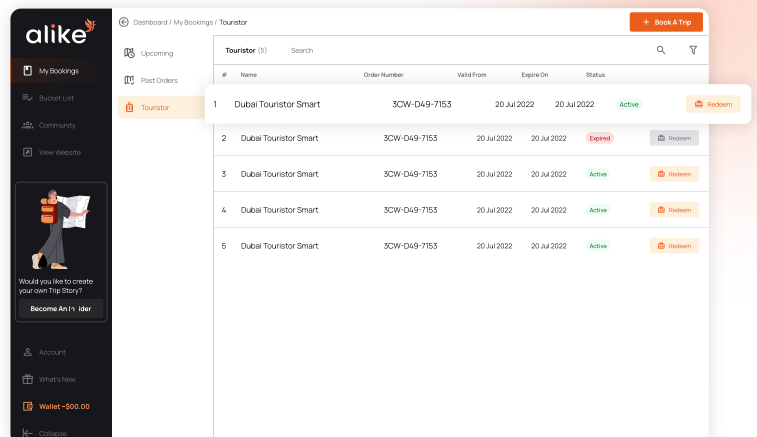 alike
Dashboard / My Bookings / Touristor
+ Book A Trip
My Bookings
Bucket List
Community
View Website
Would you like to create
your own Trip Story?
Become An
Account
What's New
Wallet -$00.00
Collapse
Upcoming
Past Orders
Touristor
Touristor (5) Search
# Name Order Number Valid From Expire On Status
1 Dubai Touristor Smart 3CW-D49-7153 20 Jul 2022 20 Jul 2022 Active Redeem
2 Dubai Touristor Smart 3CW-D49-7153 20 Jul 2022 20 Jul 2022 Expired Redeem
3 Dubai Touristor Smart 3CW-D49-7153 20 Jul 2022 20 Jul 2022 Active Redeem
4 Dubai Touristor Smart 3CW-D49-7153 20 Jul 2022 20 Jul 2022 Active Redeem
5 Dubai Touristor Smart 3CW-D49-7153 20 Jul 2022 20 Jul 2022 Active Redeem